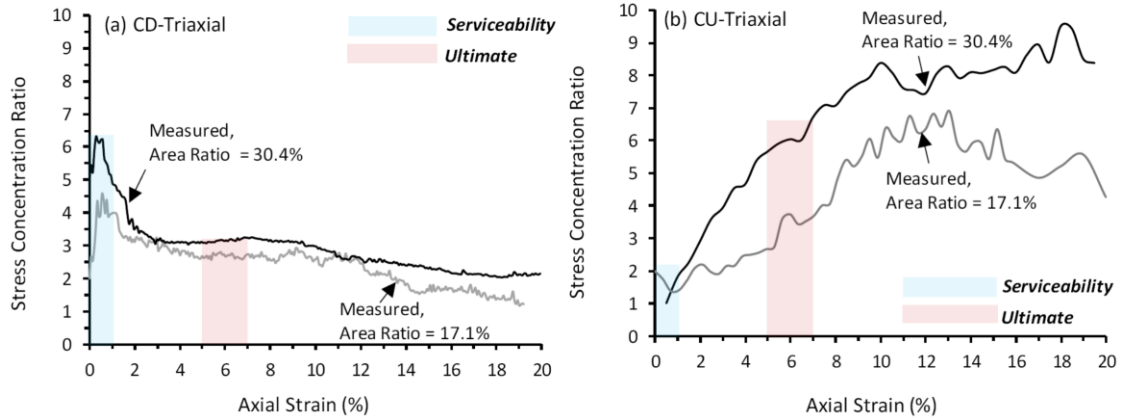 (a) CD-Triaxial
Serviceability
Ultimate
Measured,
Area Ratio = 30.4%
Measured,
Area Ratio = 17.1%
Stress Concentration Ratio
10
9
8
7
6
5
4
3
2
1
0
0 2 4 6 8 10 12 14 16 18 20
Axial Strain (%)
(b) CU-Triaxial
Measured,
Area Ratio = 30.4%
Measured,
Area Ratio = 17.1%
Serviceability
Ultimate
Stress Concentration Ratio
10
9
8
7
6
5
4
3
2
1
0
0 2 4 6 8 10 12 14 16 18 20
Axial Strain (%)